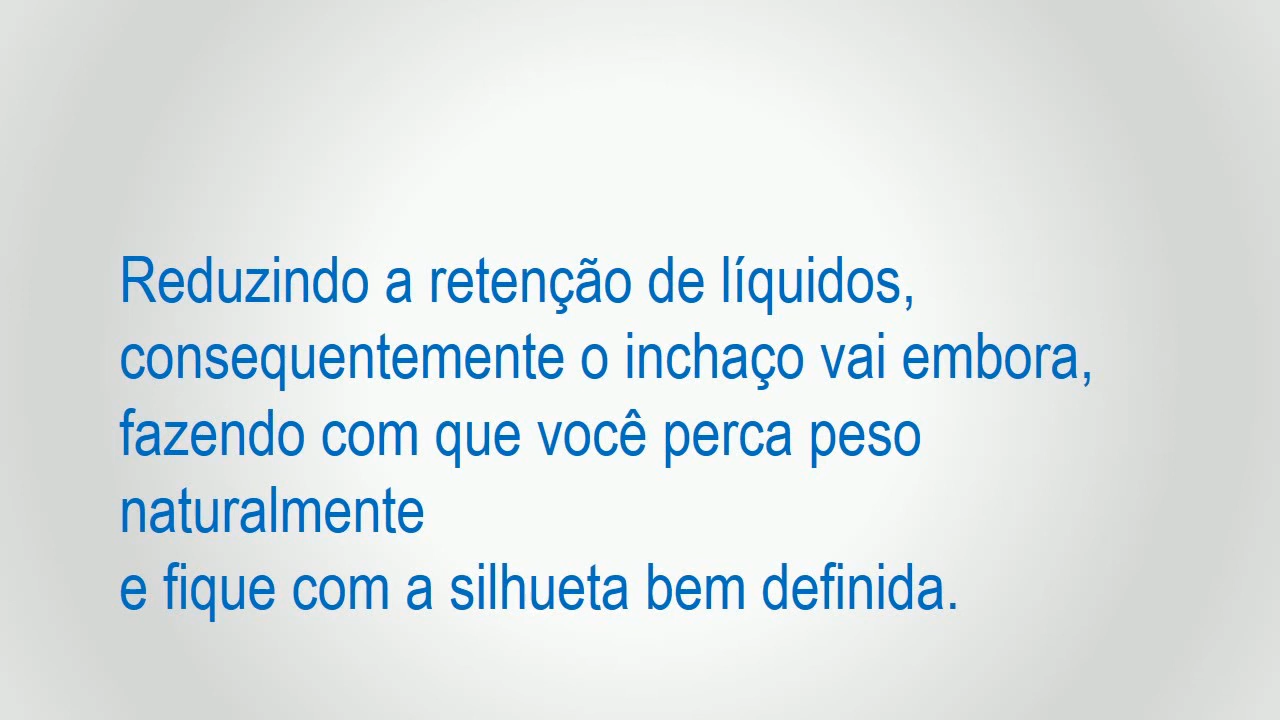 Reduzindo a retenção de líquidos,
consequentemente o inchaço vai embora,
fazendo com que você perca peso
naturalmente
e fique com a silhueta bem definida.